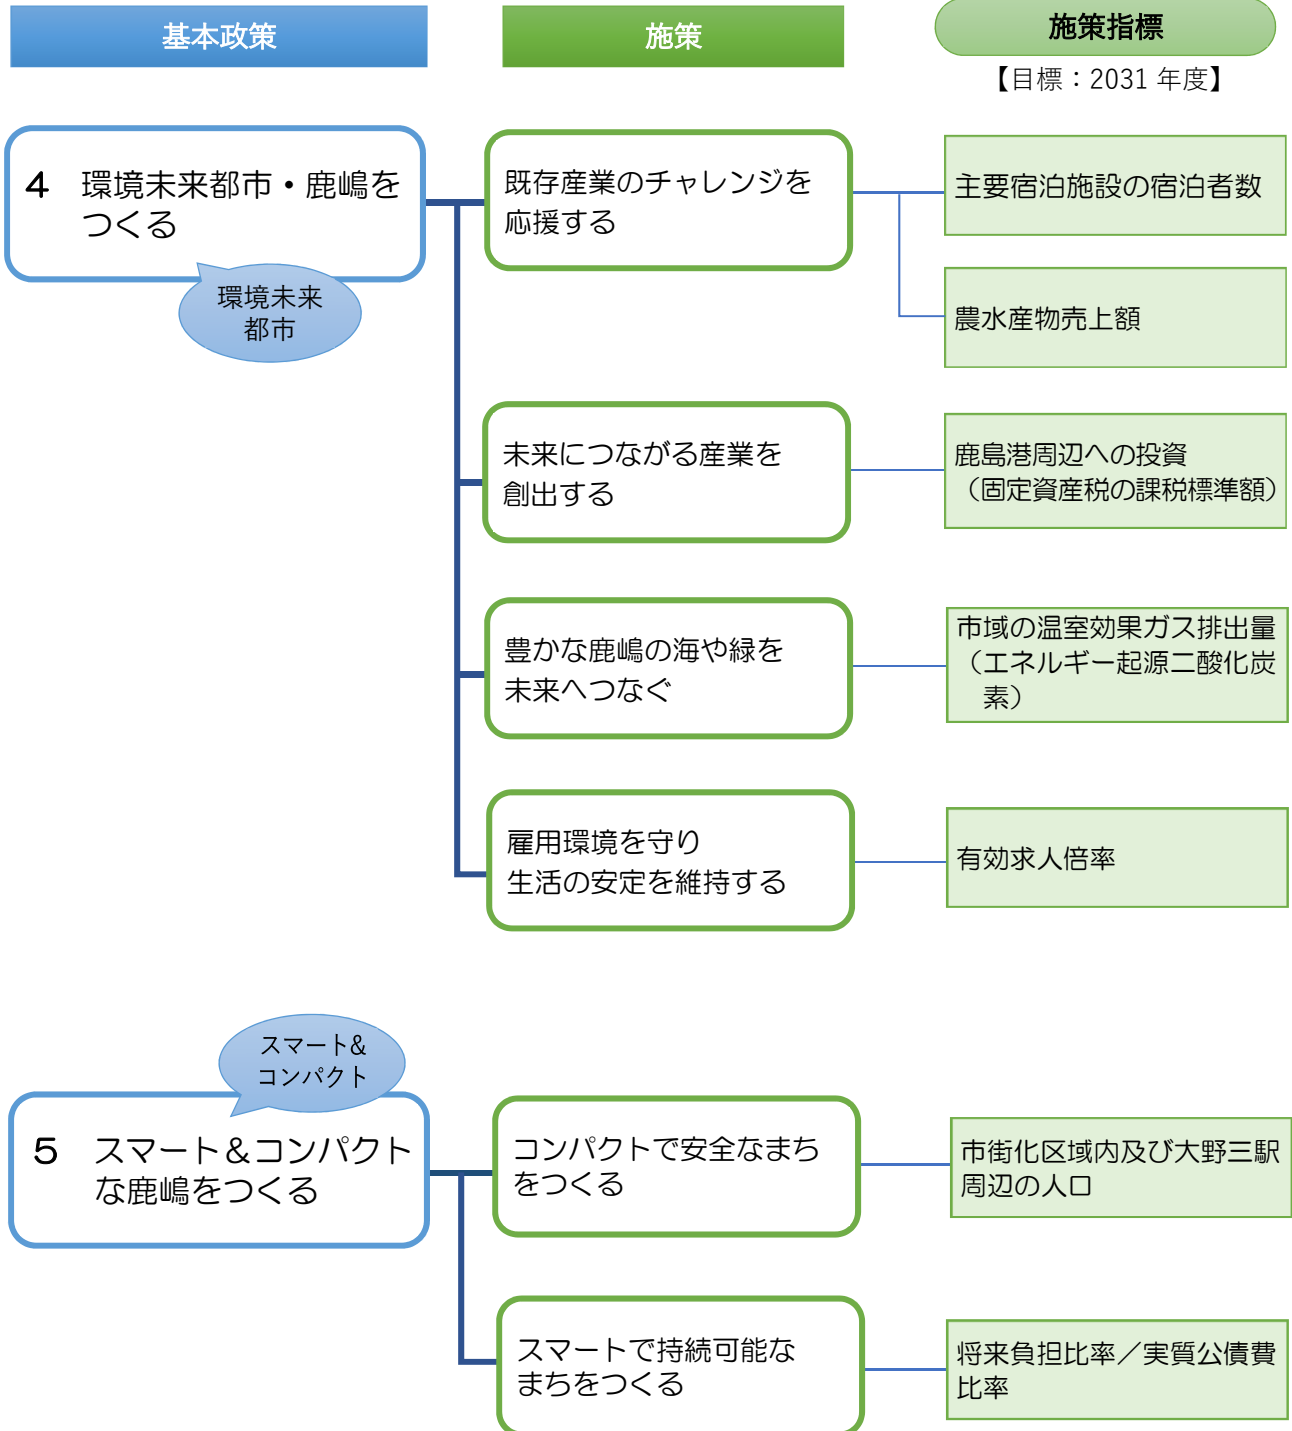 基本政策
施策
施策指標
【目標：2031 年度】
4 環境未来都市・鹿嶋を
つくる
環境未来
都市
既存産業のチャレンジを
応援する
主要宿泊施設の宿泊者数
農水産物売上額
未来につながる産業を
創出する
鹿島港周辺への投資
（固定資産税の課税標準額）
豊かな鹿嶋の海や緑を
未来へつなぐ
市域の温室効果ガス排出量
（エネルギー起源二酸化炭
素）
雇用環境を守り
生活の安定を維持する
有効求人倍率
スマート&
コンパクト
5 スマート＆コンパクト
な鹿嶋をつくる
コンパクトで安全なまち
をつくる
市街化区域内及び大野三駅
周辺の人口
スマートで持続可能な
まちをつくる
将来負担比率／実質公債費
比率